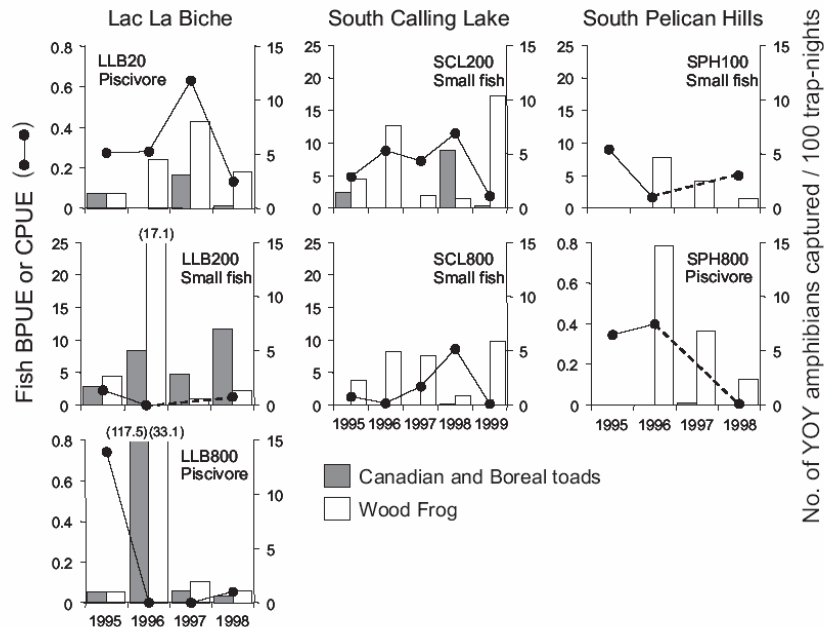 Lac La Biche
South Calling Lake
South Pelican Hills
Fish BPUE or CPUE ( )
No. of YOY amphibians captured / 100 trap-nights
0.8
0.6
0.4
0.2
0
LLB20
Piscivore
15
10
5
0
25
20
15
10
5
0
SCL200
Small fish
15
10
5
0
25
20
15
10
5
0
SPH100
Small fish
15
10
5
0
25
20
15
10
5
0
(17.1)
LLB200
Small fish
15
10
5
0
25
20
15
10
5
0
SCL800
Small fish
15
10
5
0
1995 1996 1997 1998 1999
0.8
0.6
0.4
0.2
0
SPH800
Piscivore
15
10
5
0
1995 1996 1997 1998
0.8
0.6
0.4
0.2
0
(117.5) (33.1)
LLB800
Piscivore
15
10
5
0
1995 1996 1997 1998
Canadian and Boreal toads
Wood Frog